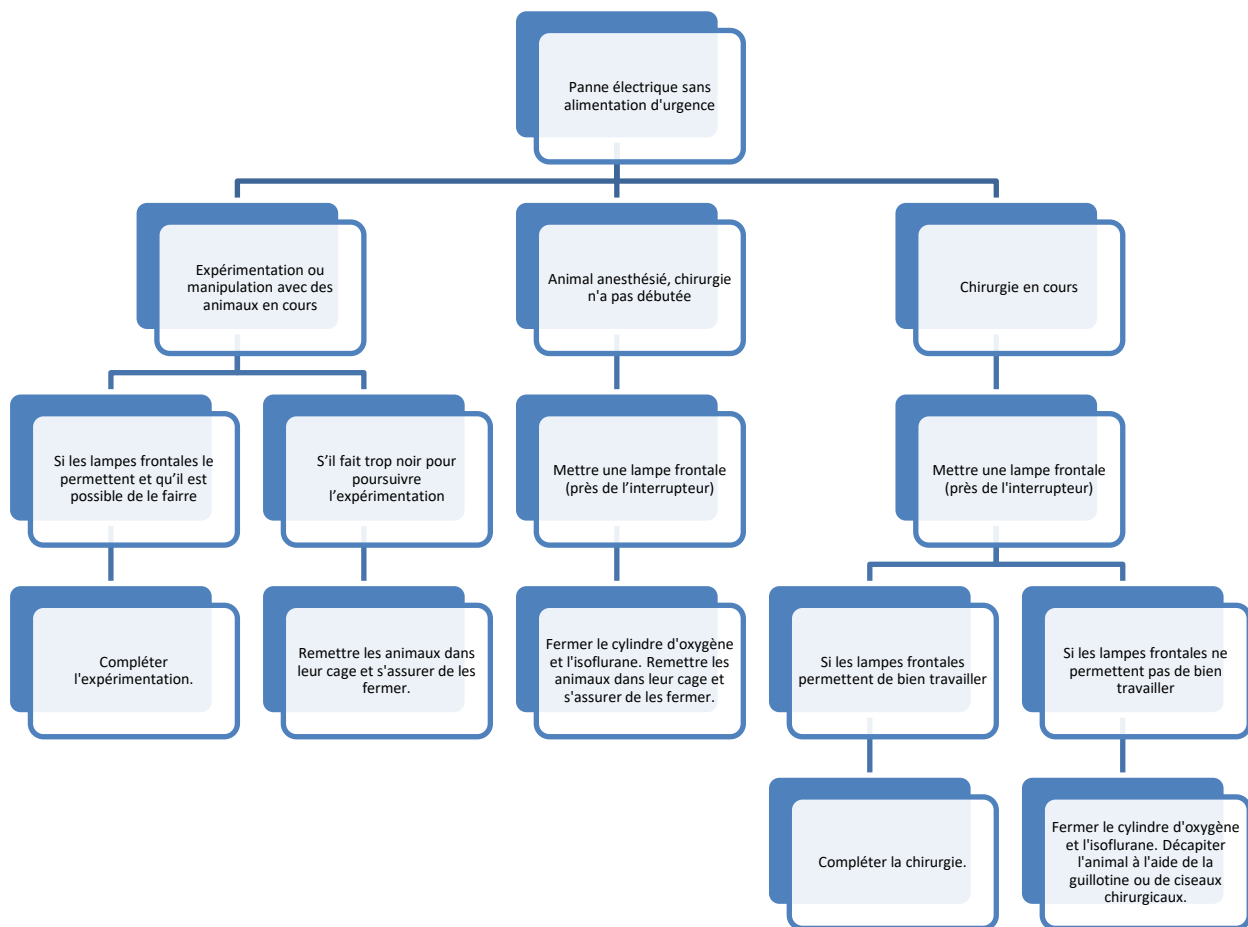 Panne électrique sans
alimentation d'urgence
Expérimentation ou
manipulation avec des
animaux en cours
Animal anesthésié, chirurgie
n'a pas débutée
Chirurgie en cours
Si les lampes frontales le
permettent et qu’il est
possible de le fairre
S’il fait trop noir pour
poursuivre
l’expérimentation
Mettre une lampe frontale
(près de l’interrupteur)
Mettre une lampe frontale
(près de l'interrupteur)
Compléter
l'expérimentation.
Remettre les animaux dans
leur cage et s'assurer de les
fermer.
Fermer le cylindre d'oxygène
et l'isoflurane. Remettre les
animaux dans leur cage et
s'assurer de les fermer.
Si les lampes frontales
permettent de bien travailler
Si les lampes frontales ne
permettent pas de bien
travailler
Compléter la chirurgie.
Fermer le cylindre d'oxygène
et l'isoflurane. Décapiter
l'animal à l'aide de la
guillotine ou de ciseaux
chirurgicaux.